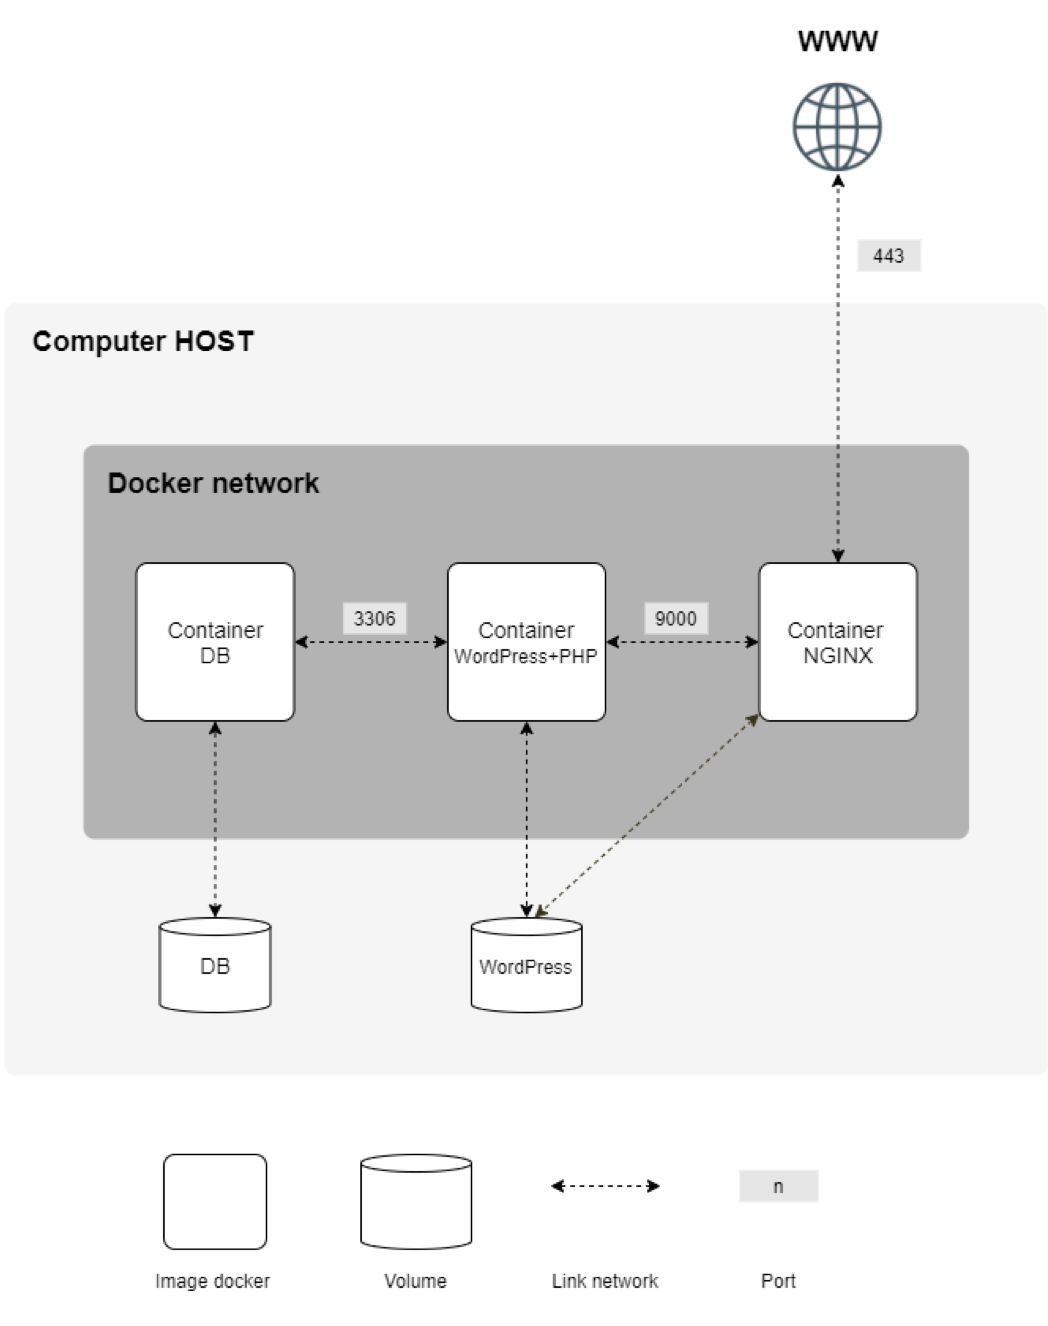 WWW
443
Computer HOST
Docker network
3306
9000
Container
DB
Container
WordPress+PHP
Container
NGINX
DB
WordPress
n
Image docker
Volume
Link network
Port